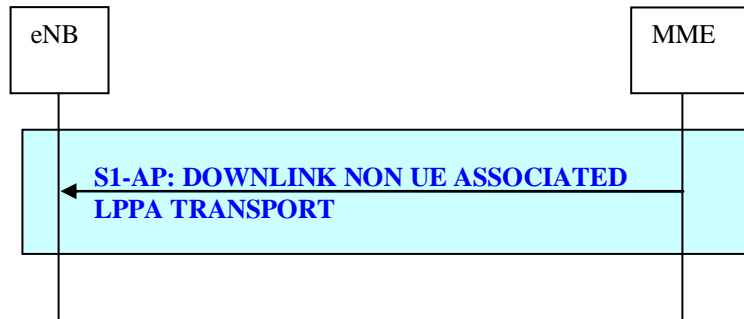 eNB
MME
S1-AP: DOWNLINK NON UE ASSOCIATED
LPPA TRANSPORT